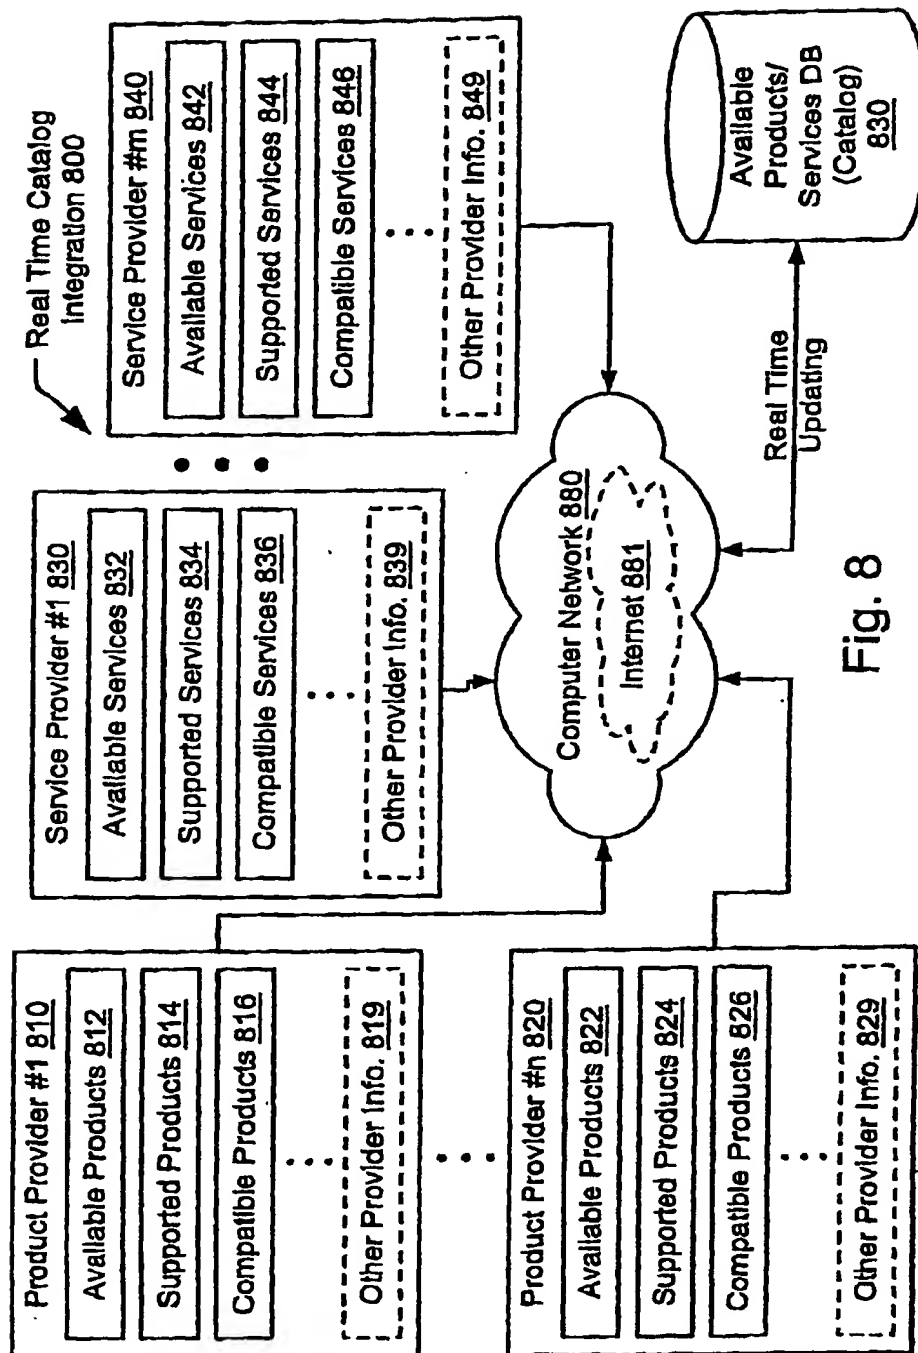 Real Time Catalog
Integration 800
Product Provider #1 810
Available Products 812
Supported Products 814
Compatible Products 816
Other Provider Info. 819
Product Provider #n 820
Available Products 822
Supported Products 824
Compatible Products 826
Other Provider Info. 829
Service Provider #1 830
Available Services 832
Supported Services 834
Compatible Services 836
Other Provider Info. 839
Service Provider #m 840
Available Services 842
Supported Services 844
Compatible Services 846
Other Provider Info. 849
Computer Network 880
Internet 881
Real Time
Updating
Available
Products/
Services DB
(Catalog)
830
Fig. 8